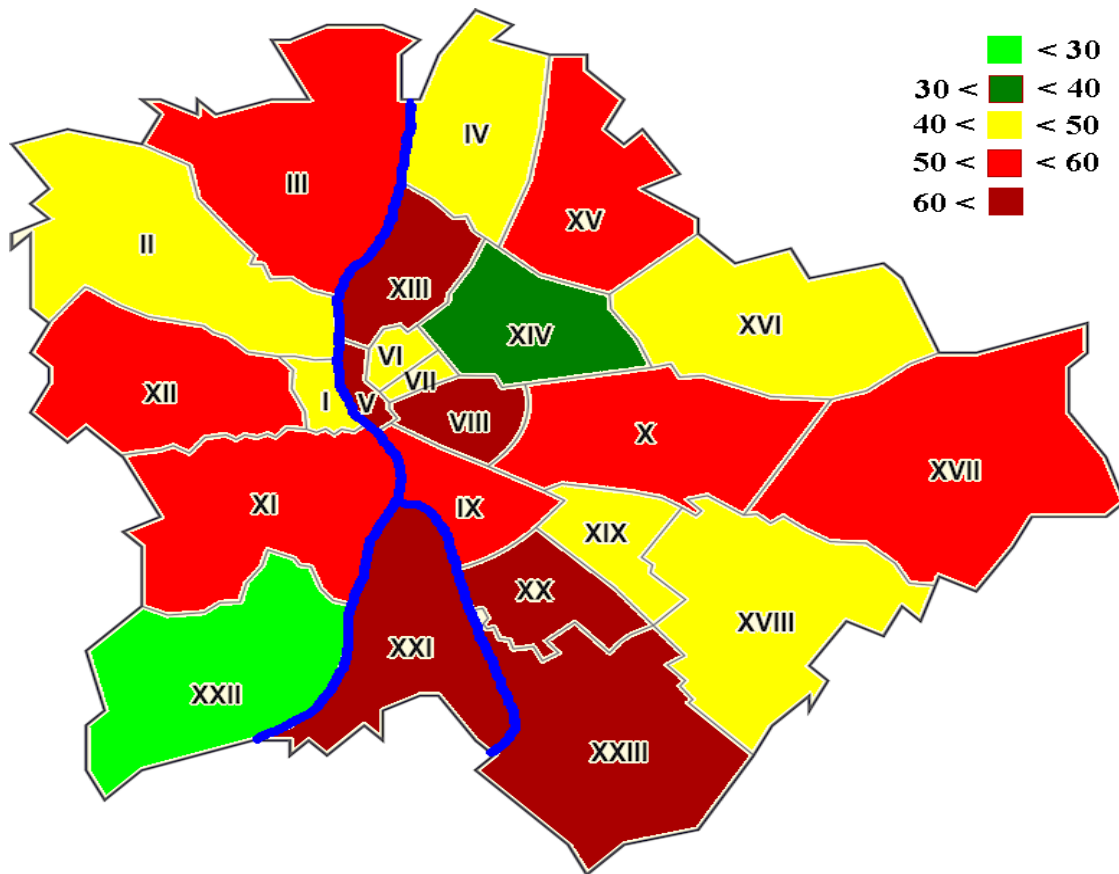 < 30
30 < < 40
40 < < 50
50 < < 60
60 <
IV
III
XV
II
XIII
XIV
XVI
VI
VII
XII
I
V
VIII
X
XVII
XI
IX
XIX
XX
XVIII
XXI
XXII
XXIII